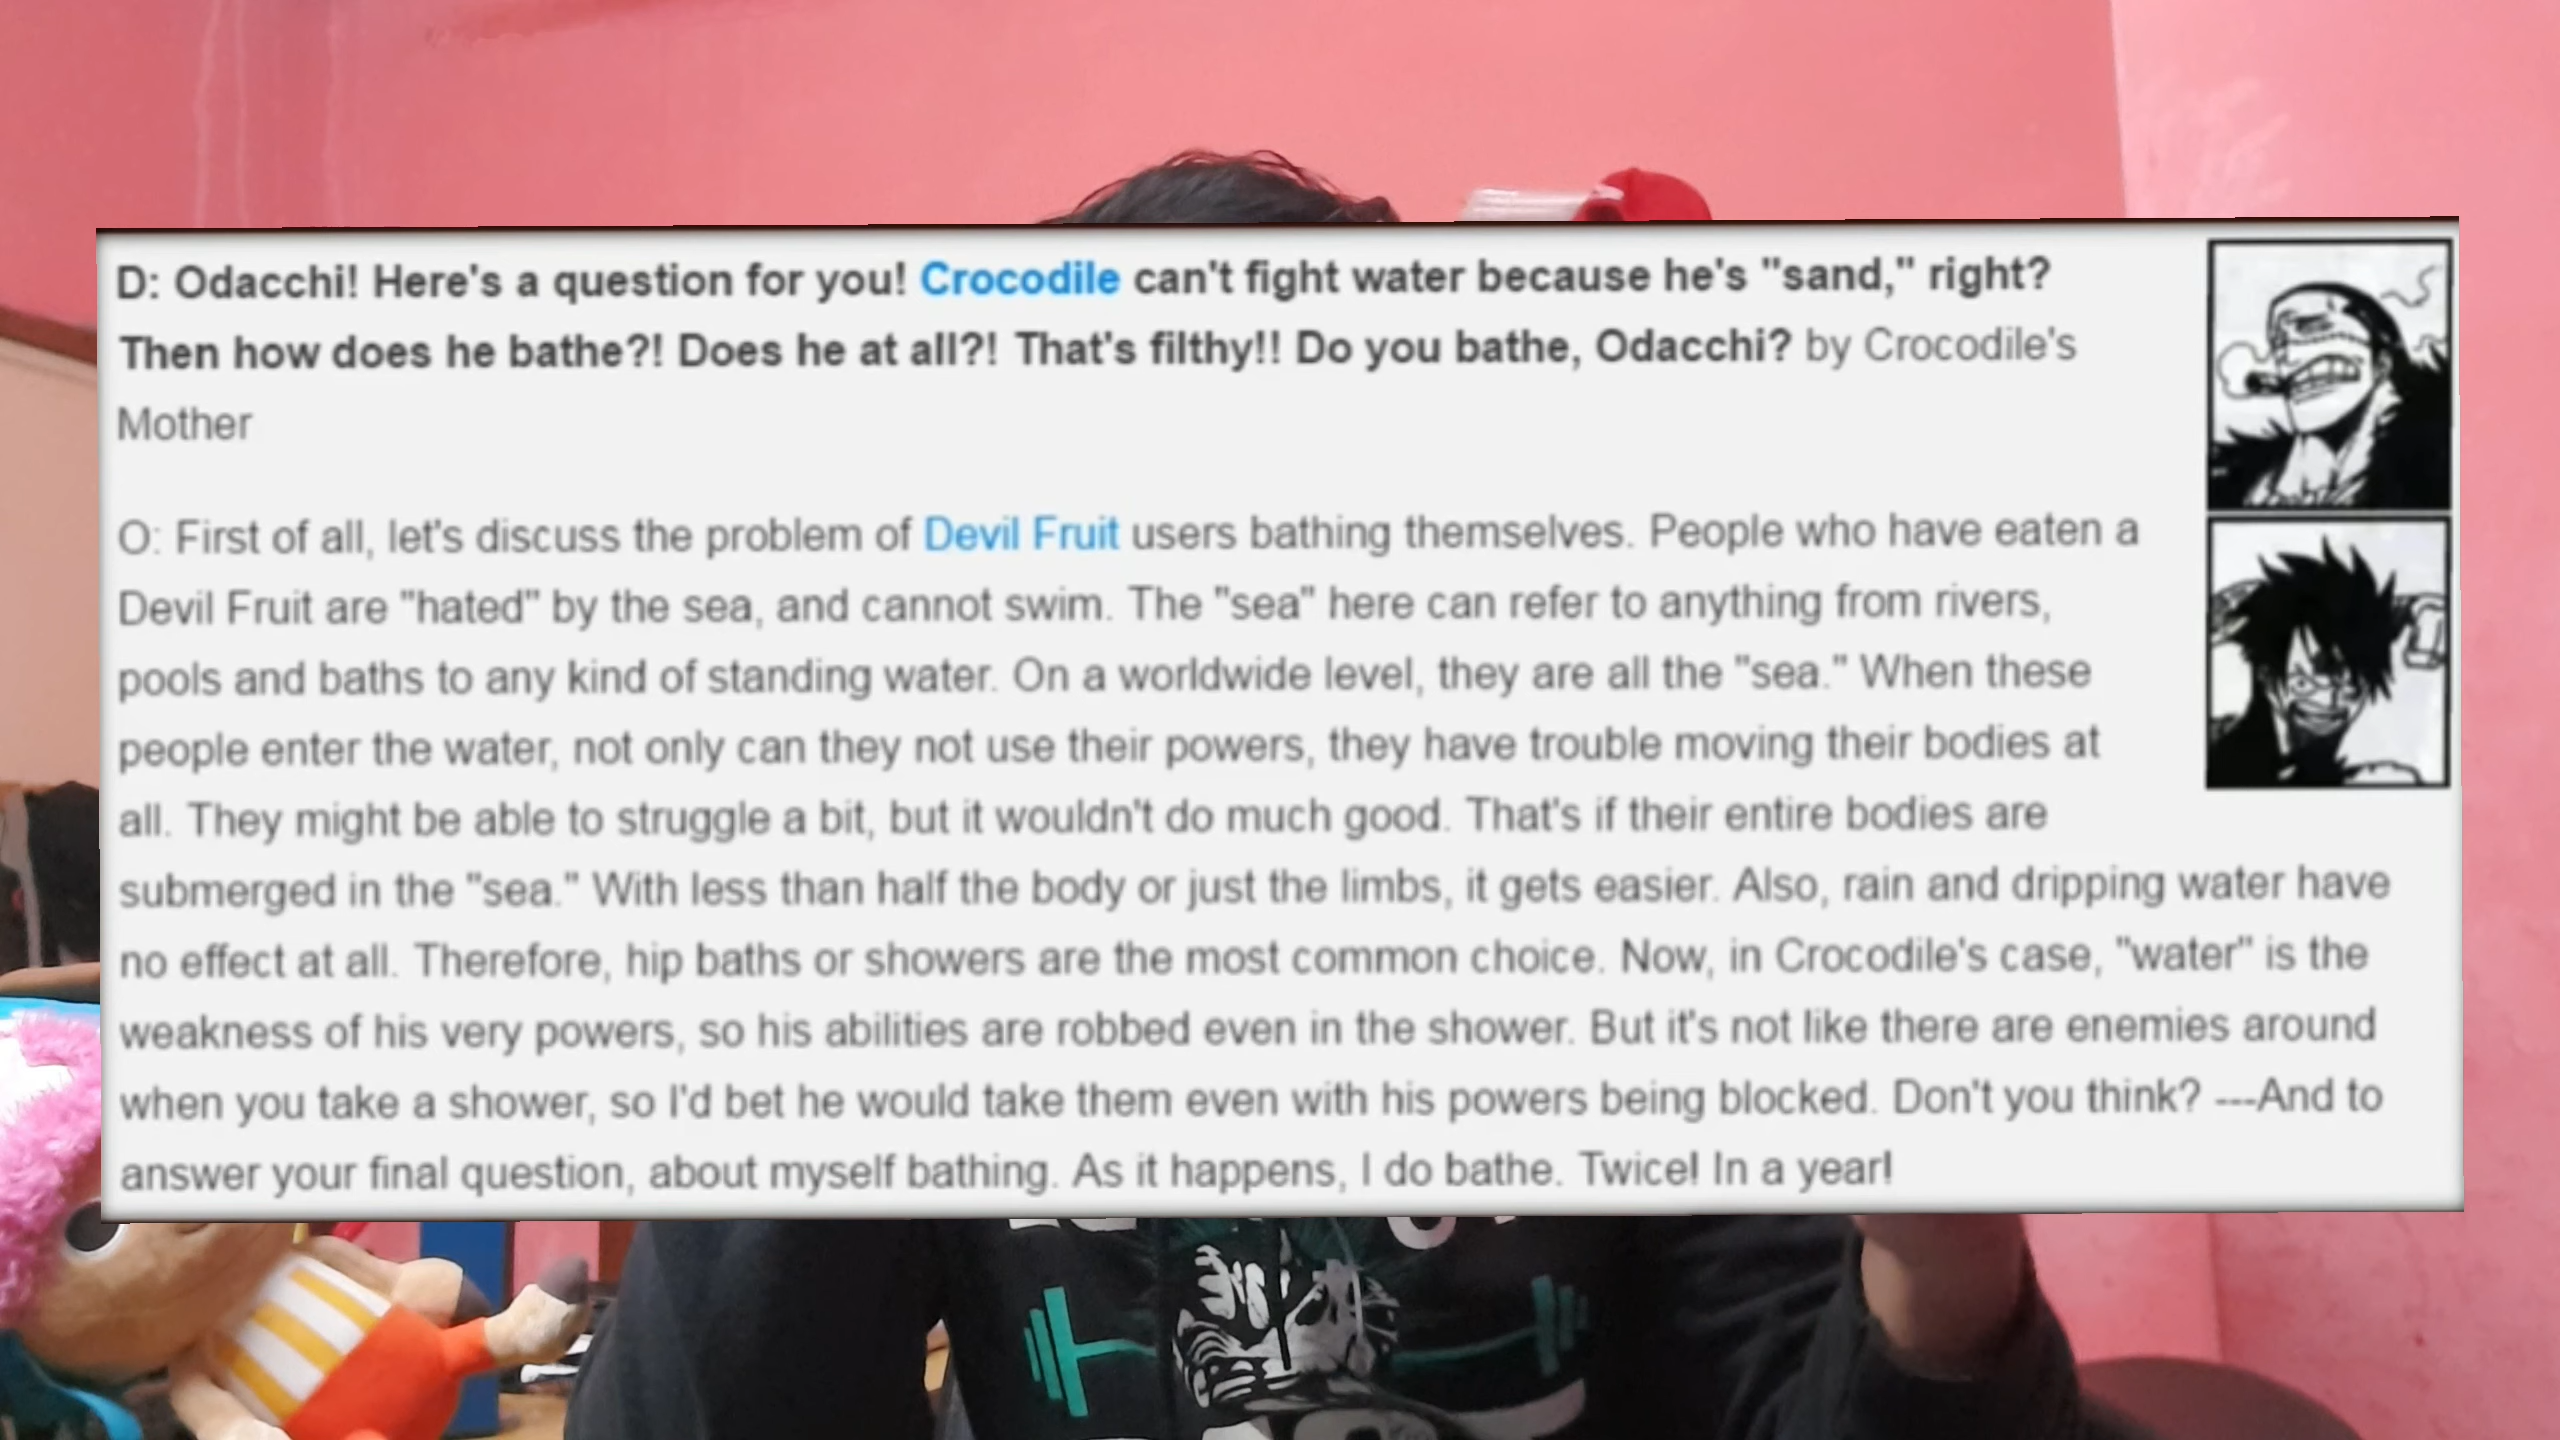 D: Odacchi! Here's a question for you! Crocodile can't fight water because he's "sand," right?
Then how does he bathe?! Does he at all?! That's filthy!! Do you bathe, Odacchi? by Crocodile's
Mother
O: First of all, let's discuss the problem of Devil Fruit users bathing themselves. People who have eaten a
Devil Fruit are "hated" by the sea, and cannot swim. The "sea" here can refer to anything from rivers,
pools and baths to any kind of standing water. On a worldwide level, they are all the "sea." When these
people enter the water, not only can they not use their powers, they have trouble moving their bodies at
all. They might be able to struggle a bit, but it wouldn't do much good. That's if their entire bodies are
submerged in the "sea." With less than half the body or just the limbs, it gets easier. Also, rain and dripping water have
no effect at all. Therefore, hip baths or showers are the most common choice. Now, in Crocodile's case, "water" is the
weakness of his very powers, so his abilities are robbed even in the shower. But it's not like there are enemies around
when you take a shower, so I'd bet he would take them even with his powers being blocked. Don't you think? ---And to
answer your final question, about myself bathing. As it happens, I do bathe. Twice! In a year!